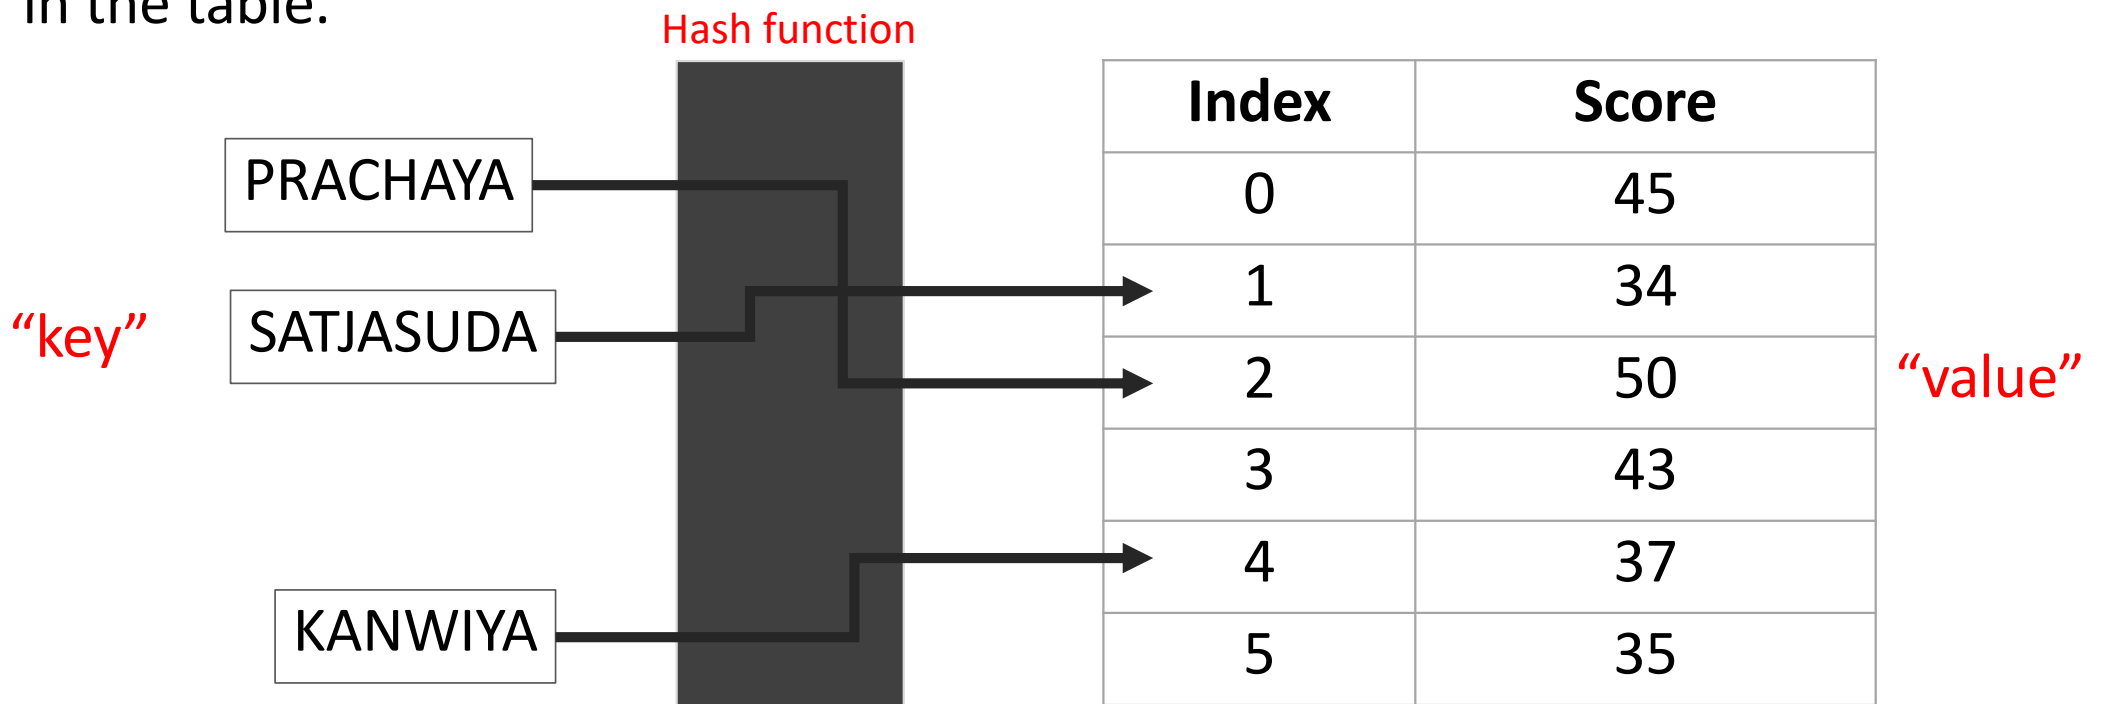 in the table.
Hash function
Index Score
PRACHAYA
0 45
SATJASUDA
1 34
“key”
2 50
“value”
3 43
4 37
KANWIYA
5 35